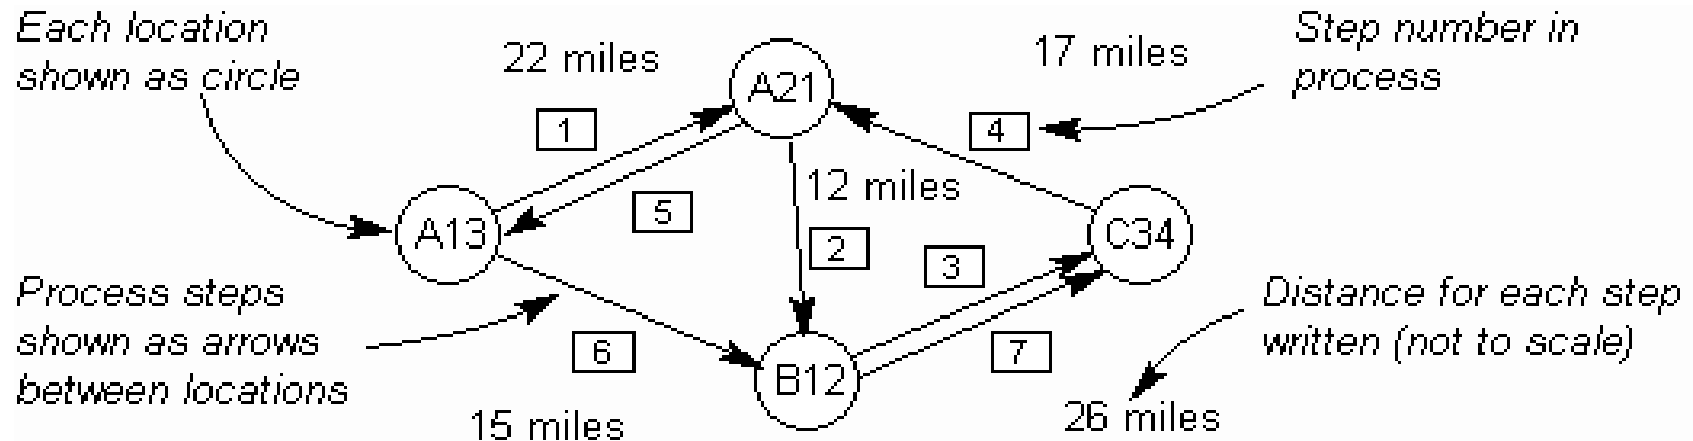 Each location
shown as circle
22 miles
A21
17 miles
Step number in
process
1
4
5
12 miles
A13
2
3
C34
Process steps
shown as arrows
between locations
6
B12
7
Distance for each step
written (not to scale)
15 miles
26 miles